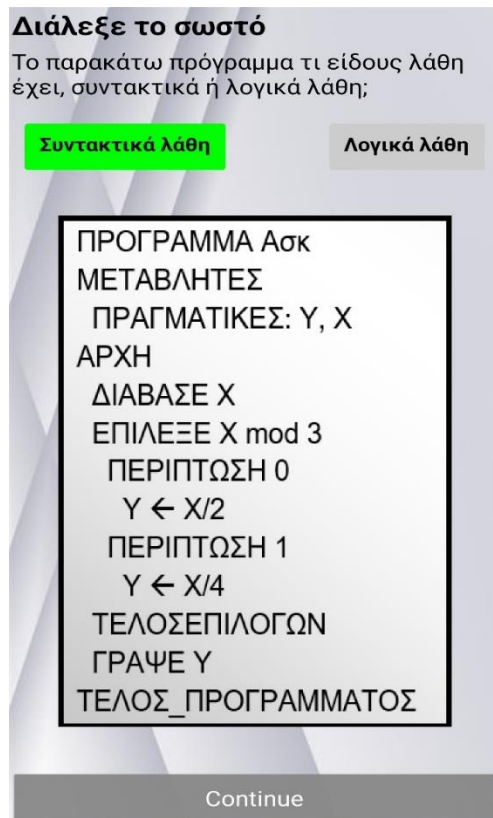 Διάλεξε το σωστό
Το παρακάτω πρόγραμμα τι είδους λάθη
έχει, συντακτικά ή λογικά λάθη;
Συντακτικά λάθη
Λογικά λάθη
ΠΡΟΓΡΑΜΜΑ Ασκ
ΜΕΤΑΒΛΗΤΕΣ
ΠΡΑΓΜΑΤΙΚΕΣ: Υ, Χ
ΑΡΧΗ
ΔΙΑΒΑΣΕ Χ
ΕΠΙΛΕΞΕ Χ mod 3
ΠΕΡΙΠΤΩΣΗ 0
Υ ← Χ/2
ΠΕΡΙΠΤΩΣΗ 1
Υ ← Χ/4
ΤΕΛΟΣΕΠΙΛΟΓΩΝ
ΓΡΑΨΕ Υ
ΤΕΛΟΣ_ΠΡΟΓΡΑΜΜΑΤΟΣ
Continue